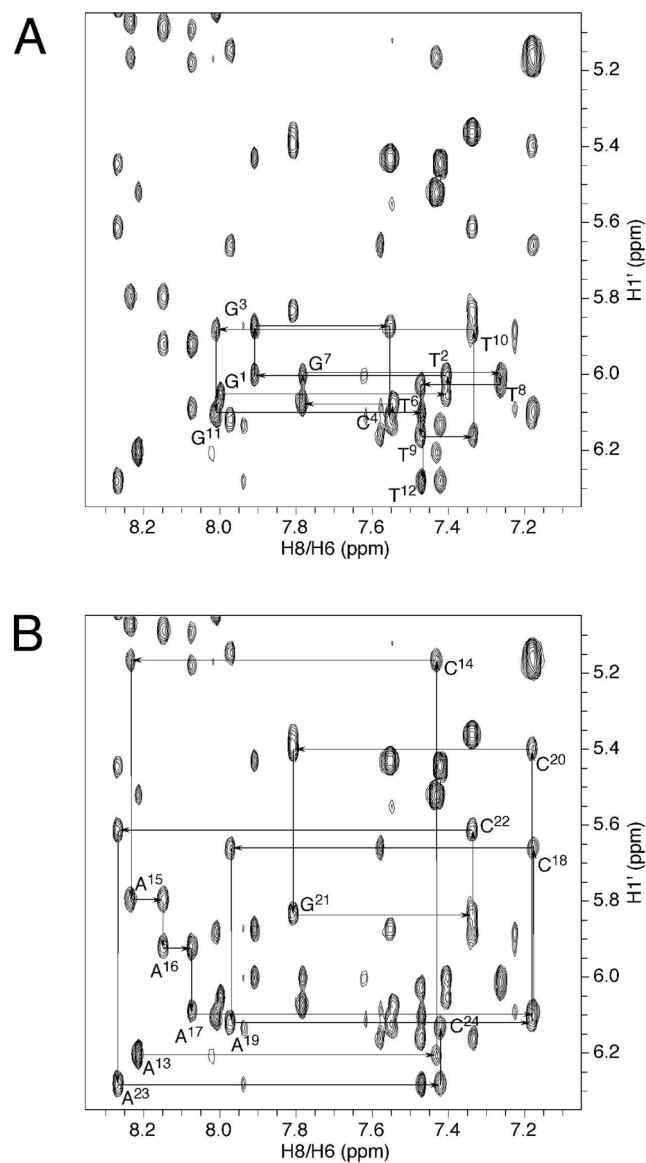 A
5.2
5.4
5.6
5.8
6.0
6.2
H1' (ppm)
G3
T10
G1
G7
T2
T8
C4
T6
G11
T9
T12
8.2 8.0 7.8 7.6 7.4 7.2
H8/H6 (ppm)
B
5.2
5.4
5.6
5.8
6.0
6.2
H1' (ppm)
C14
C20
C22
C18
A15
G21
A16
A17
A19
C24
A13
A23
8.2 8.0 7.8 7.6 7.4 7.2
H8/H6 (ppm)